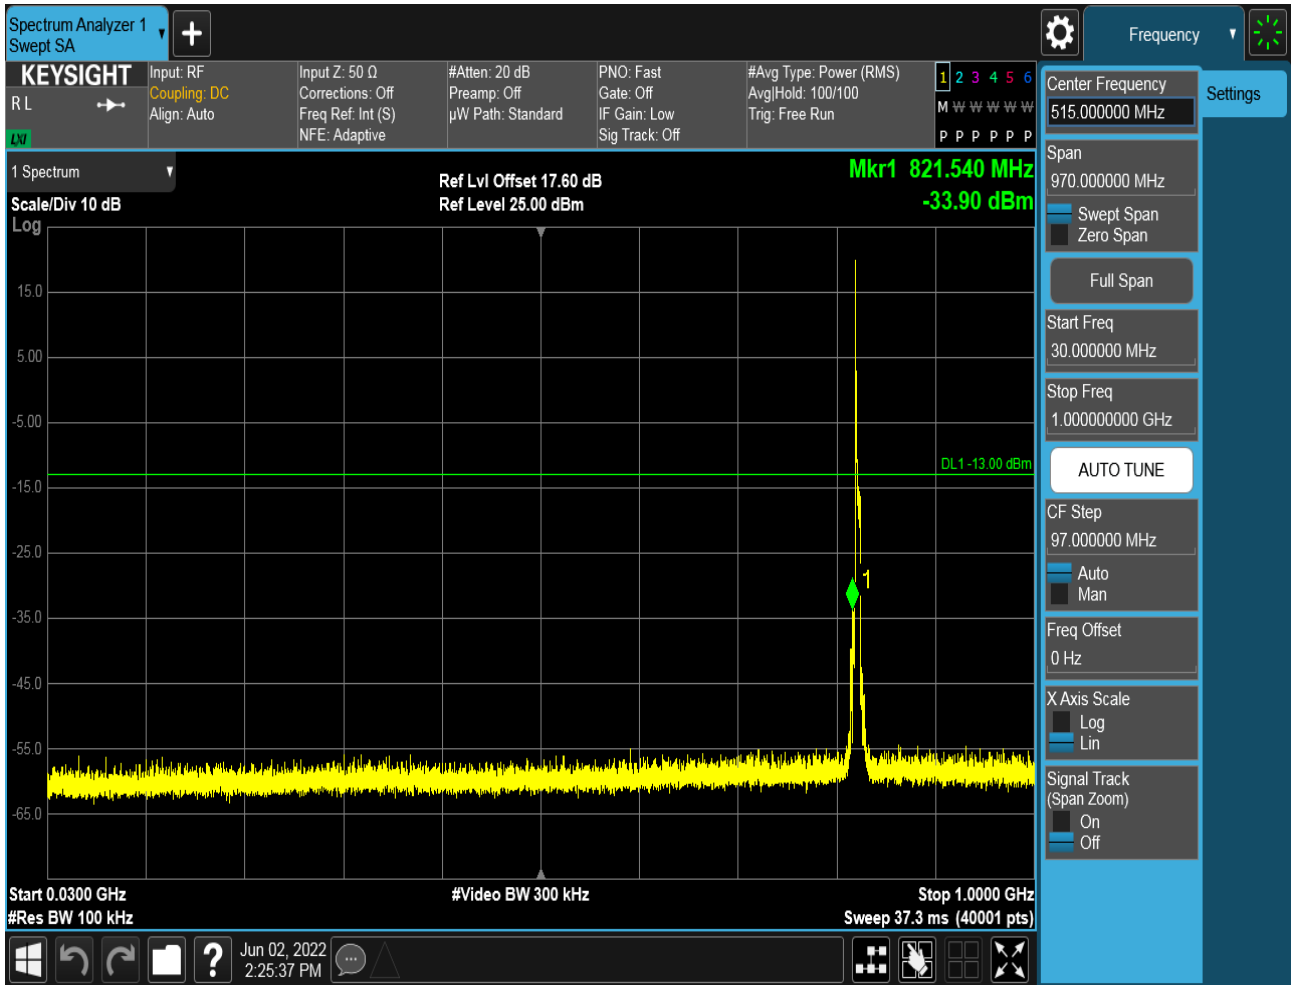 Spectrum Analyzer 1
Swept SA
Frequency
KEYSIGHT
R L
LXI
Input: RF
Coupling: DC
Align: Auto
Input Z: 50 Ω
Corrections: Off
Freq Ref: Int (S)
NFE: Adaptive
#Atten: 20 dB
Preamp: Off
µW Path: Standard
PNO: Fast
Gate: Off
IF Gain: Low
Sig Track: Off
#Avg Type: Power (RMS)
Avg|Hold: 100/100
Trig: Free Run
1 2 3 4 5 6
M W W W W W
P P P P P P
1 Spectrum
Scale/Div 10 dB
Log
Ref Lvl Offset 17.60 dB
Ref Level 25.00 dBm
Mkr1 821.540 MHz
-33.90 dBm
15.0
5.00
-5.00
-15.0
-25.0
-35.0
-45.0
-55.0
-65.0
DL1 -13.00 dBm
1
Start 0.0300 GHz
#Res BW 100 kHz
#Video BW 300 kHz
Stop 1.0000 GHz
Sweep 37.3 ms (40001 pts)
Center Frequency
515.000000 MHz
Settings
Span
970.000000 MHz
Swept Span
Zero Span
Full Span
Start Freq
30.000000 MHz
Stop Freq
1.000000000 GHz
AUTO TUNE
CF Step
97.000000 MHz
Auto
Man
Freq Offset
0 Hz
X Axis Scale
Log
Lin
Signal Track
(Span Zoom)
On
Off
?
Jun 02, 2022
2:25:37 PM